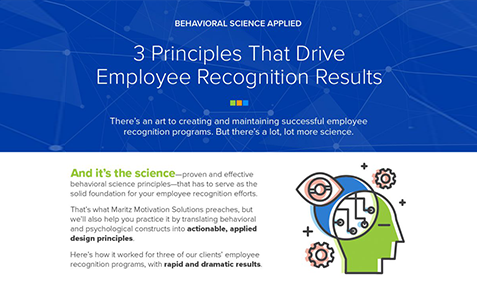 BEHAVIORAL SCIENCE APPLIED
3 Principles That Drive
Employee Recognition Results
There's an art to creating and maintaining successful employee
recognition programs. But there's a lot, lot more science.
And it's the science—proven and effective
behavioral science principles—that has to serve as the
solid foundation for your employee recognition efforts.
That's what Maritz Motivation Solutions preaches, but
we'll also help you practice it by translating behavioral
and psychological constructs into actionable, applied
design principles.
Here's how it worked for three of our clients' employee
recognition programs, with rapid and dramatic results.